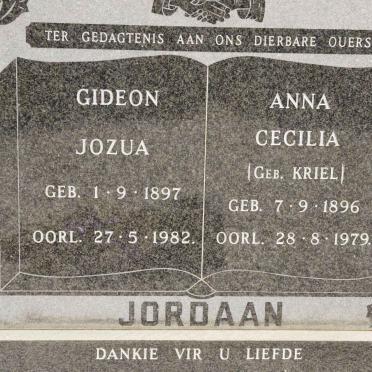 TER GEDAGTENIS AAN ONS DIERBARE OUERS
GIDEON
JOZUA
GEB. 1·9·1897
OORL. 27·5·1982.
ANNA
CECILIA
(GEB. KRIEL)
GEB. 7·9·1896
OORL. 28·8·1979.
JORDAAN
DANKIE VIR U LIEFDE